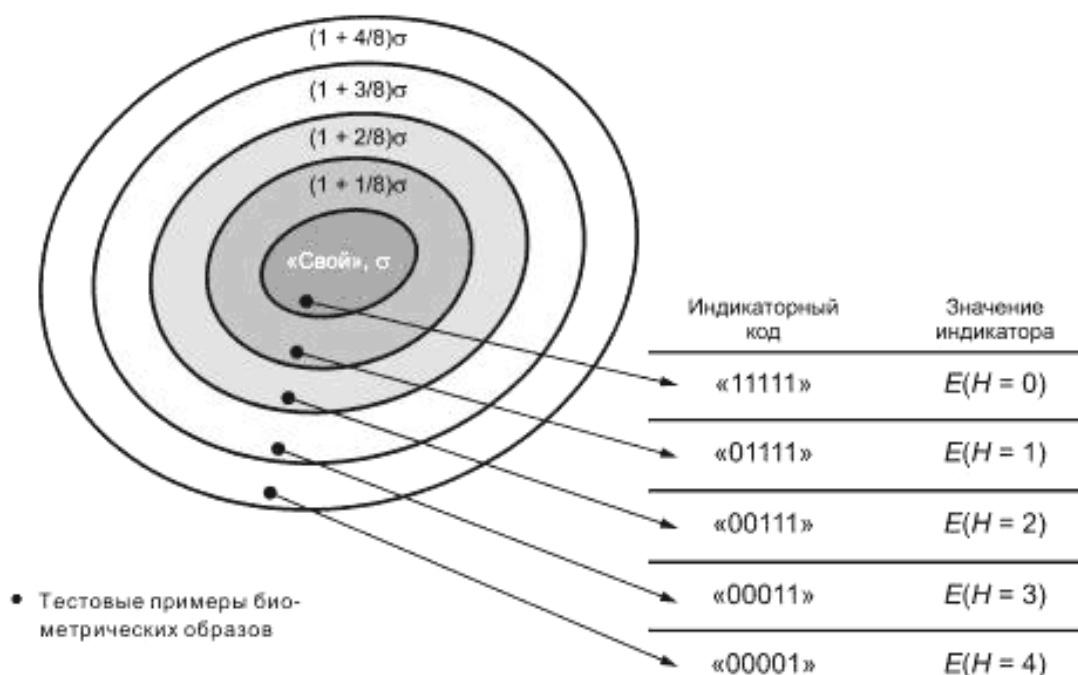 (1 + 4/8)σ
(1 + 3/8)σ
(1 + 2/8)σ
(1 + 1/8)σ
«Свой», σ
Индикаторный
код
Значение
индикатора
«11111» E(H = 0)
«01111» E(H = 1)
«00111» E(H = 2)
«00011» E(H = 3)
«00001» E(H = 4)
• Тестовые примеры био-
метрических образов